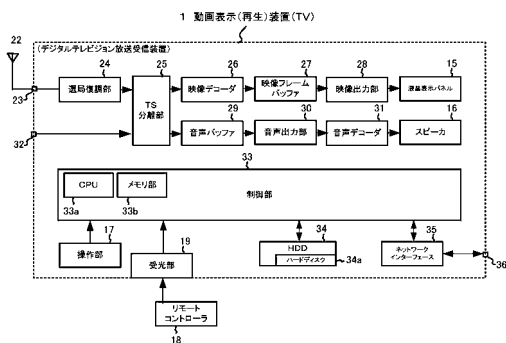 1 動画表示(再生)装置(TV)
22
(デジタルテレビジョン放送受信装置)
24
25
26
27
28
15
23
選局復調部
TS
分離部
映像デコーダ
映像フレーム
バッファ
映像出力部
液晶表示パネル
29
30
31
16
32
音声バッファ
音声出力部
音声デコーダ
スピーカ
33
CPU
メモリ部
制御部
33a
33b
17
19
34
35
操作部
受光部
HDD
ハードディスク
34a
ネットワーク
インターフェース
36
リモート
コントローラ
18